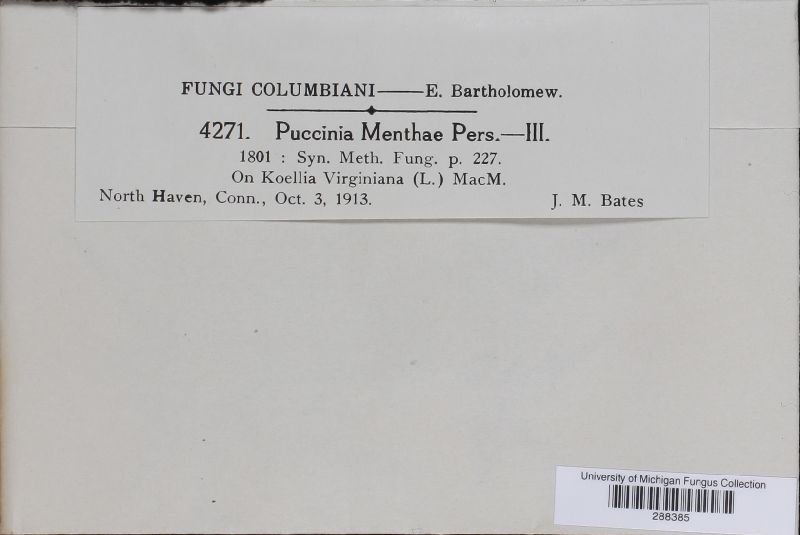 FUNGI COLUMBIANI——E. Bartholomew.
4271. Puccinia Menthae Pers.—III.
1801 : Syn. Meth. Fung. p. 227.
On Koellia Virginiana (L.) MacM.
North Haven, Conn., Oct. 3, 1913. J. M. Bates
University of Michigan Fungus Collection
288385